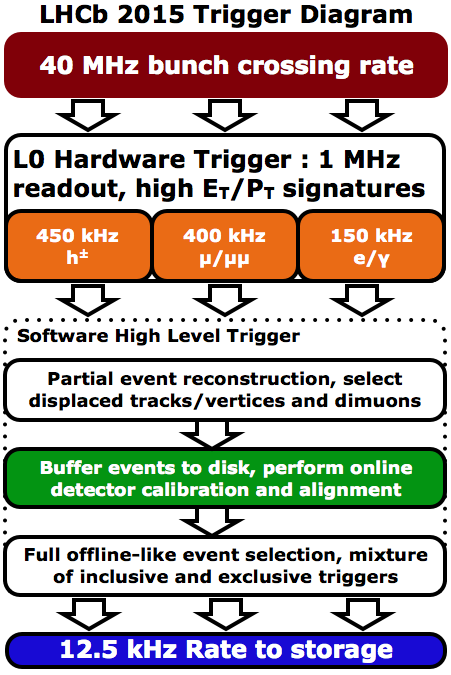 LHCb 2015 Trigger Diagram
40 MHz bunch crossing rate
L0 Hardware Trigger : 1 MHz
readout, high E_T/P_T signatures
450 kHz
h±
400 kHz
μ/μμ
150 kHz
e/γ
Software High Level Trigger
Partial event reconstruction, select
displaced tracks/vertices and dimuons
Buffer events to disk, perform online
detector calibration and alignment
Full offline-like event selection, mixture
of inclusive and exclusive triggers
12.5 kHz Rate to storage